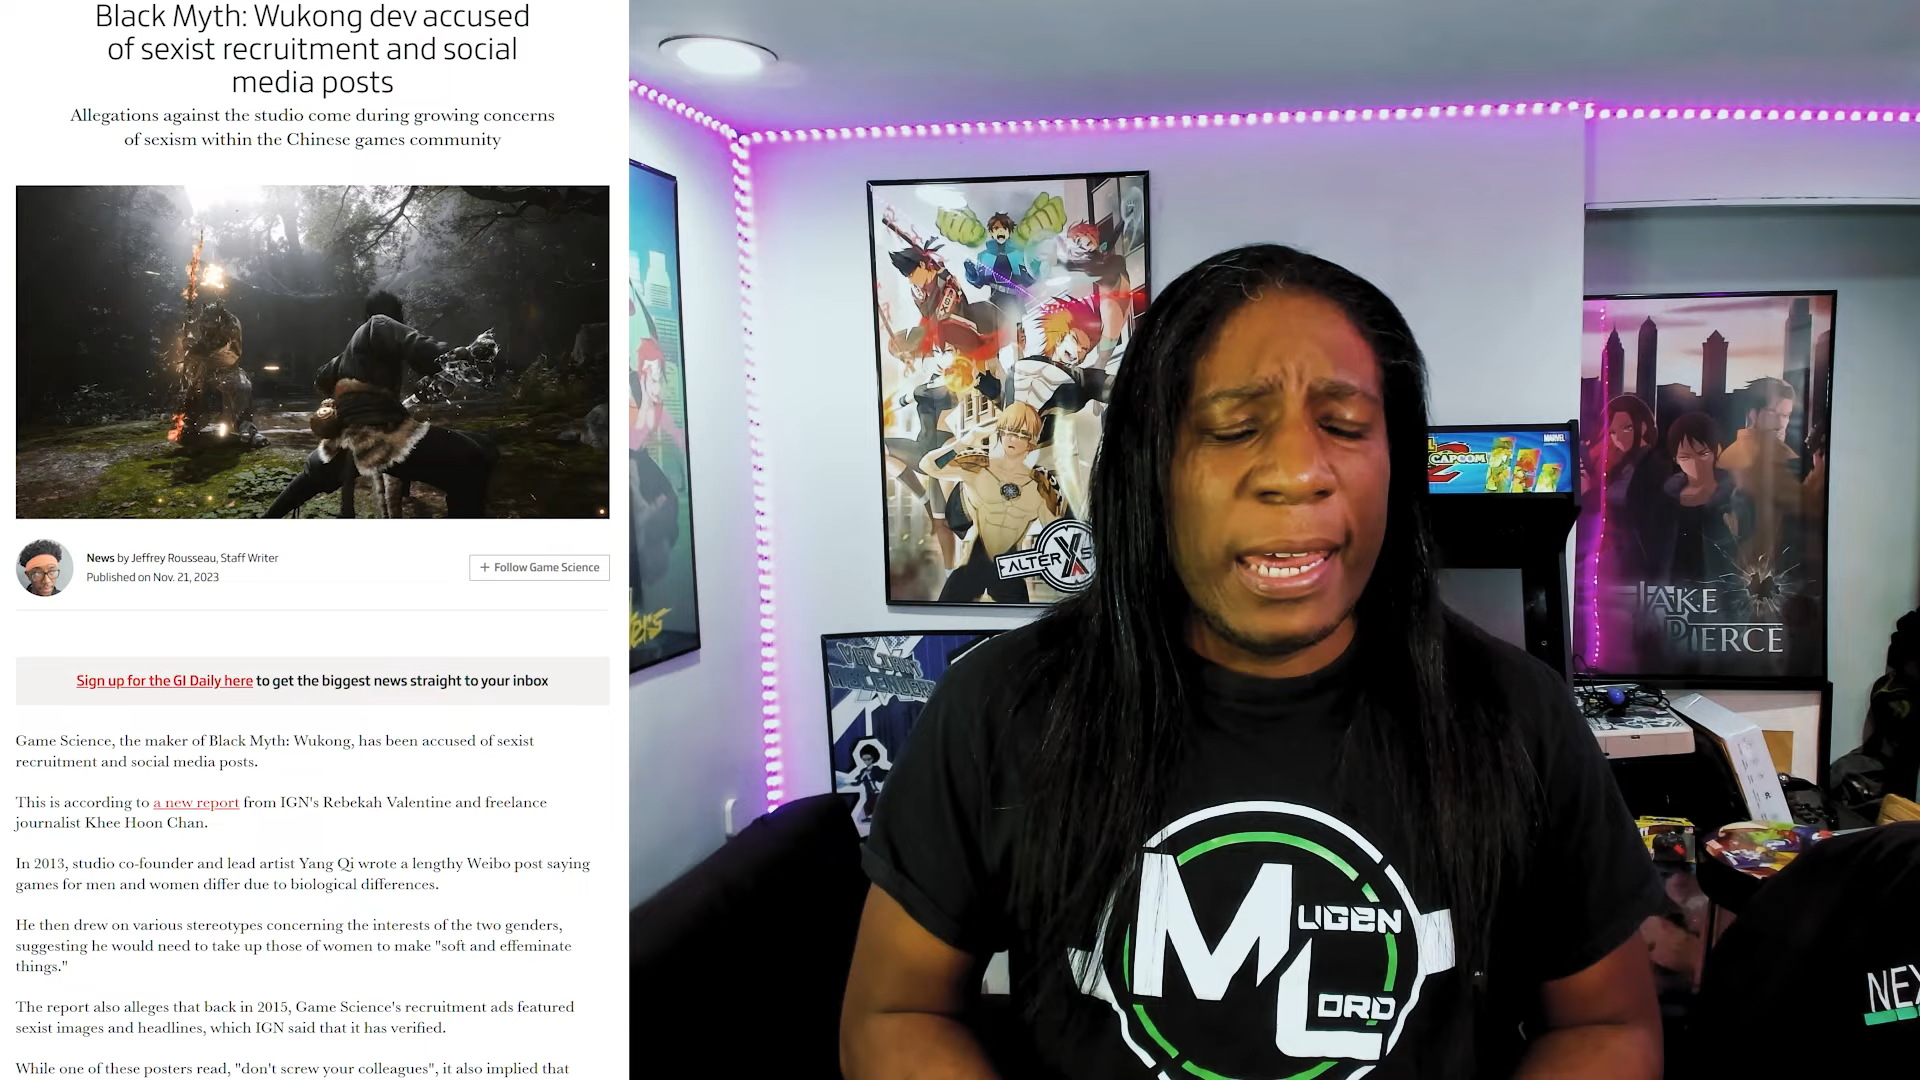 Black Myth: Wukong dev accused
of sexist recruitment and social
media posts
Allegations against the studio come during growing concerns
of sexism within the Chinese games community
News by Jeffrey Rousseau, Staff Writer
Published on Nov. 21, 2023
+ Follow Game Science
Sign up for the GI Daily here to get the biggest news straight to your inbox
Game Science, the maker of Black Myth: Wukong, has been accused of sexist
recruitment and social media posts.
This is according to a new report from IGN's Rebekah Valentine and freelance
journalist Khee Hoon Chan.
In 2013, studio co-founder and lead artist Yang Qi wrote a lengthy Weibo post saying
games for men and women differ due to biological differences.
He then drew on various stereotypes concerning the interests of the two genders,
suggesting he would need to take up those of women to make "soft and effeminate
things."
The report also alleges that back in 2015, Game Science's recruitment ads featured
sexist images and headlines, which IGN said that it has verified.
While one of these posters read, "don't screw your colleagues", it also implied that
ALTER X
MARVEL
CAPCOM
JAKE
PIERCE
MUGEN
LORD
NEX